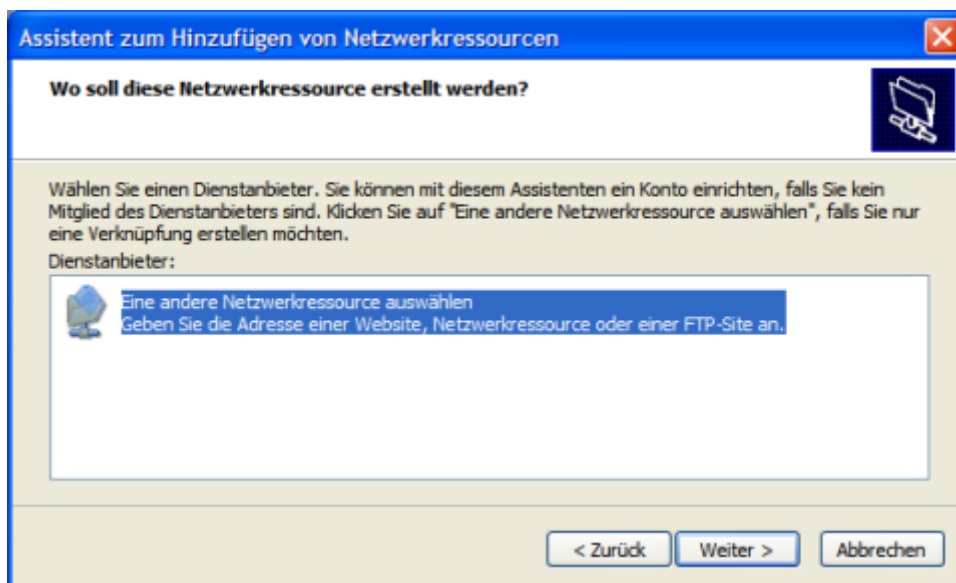 Assistent zum Hinzufügen von Netzwerkressourcen
Wo soll diese Netzwerkressource erstellt werden?
Wählen Sie einen Dienstanbieter. Sie können mit diesem Assistenten ein Konto einrichten, falls Sie kein
Mitglied des Dienstanbieters sind. Klicken Sie auf "Eine andere Netzwerkressource auswählen", falls Sie nur
eine Verknüpfung erstellen möchten.
Dienstanbieter:
Eine andere Netzwerkressource auswählen
Geben Sie die Adresse einer Website, Netzwerkressource oder einer FTP-Site an.
< Zurück Weiter > Abbrechen